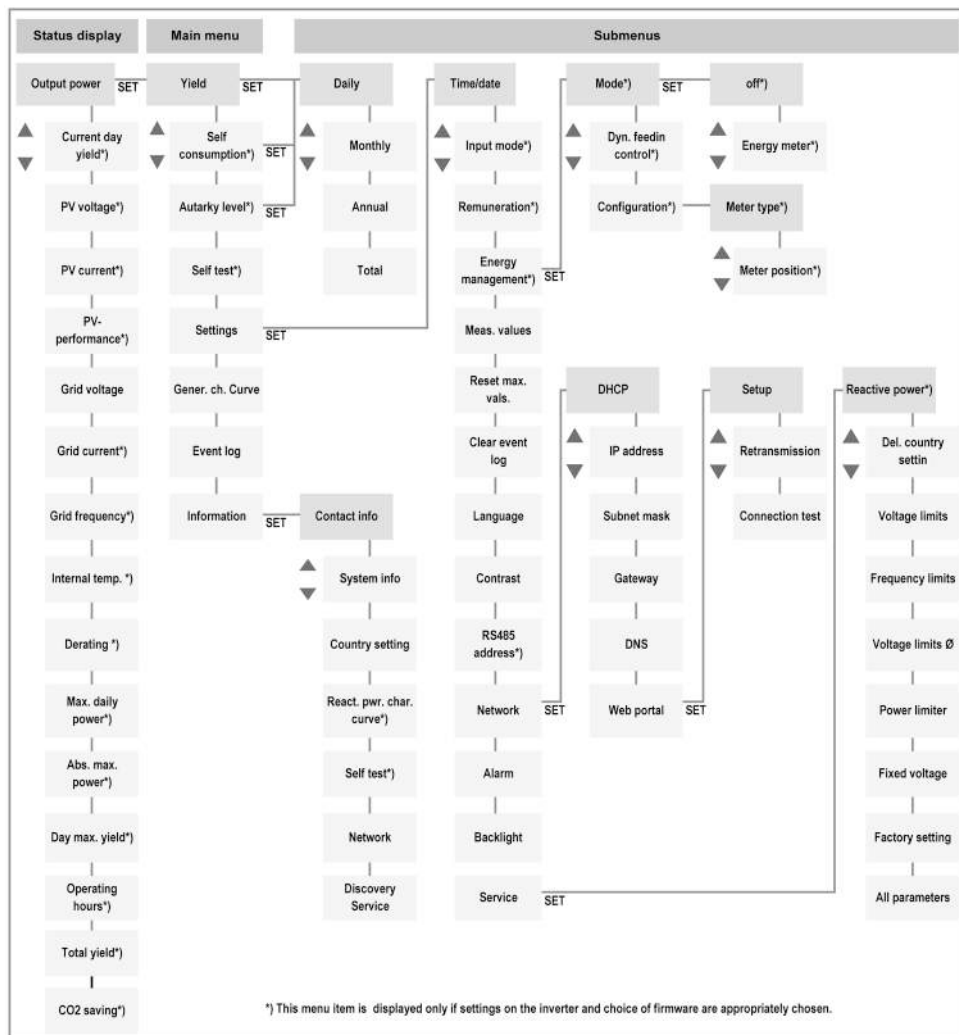 Status display
Main menu
Submenus
Output power
SET
Yield
SET
Daily
Time/date
Mode*)
SET
off*)
Current day
yield*)
Self
consumption*)
SET
Monthly
Input mode*)
Dyn. feedin
control*)
Energy meter*)
PV voltage*)
Autarky level*)
SET
Annual
Remuneration*)
Configuration*)
Meter type*)
PV current*)
Self test*)
Total
Energy
management*)
SET
Meter position*)
PV-
performance*)
Settings
SET
Meas. values
Grid voltage
Gener. ch. Curve
Reset max.
vals.
DHCP
Setup
Reactive power*)
Grid current*)
Event log
Clear event
log
IP address
Retransmission
Del. country
settin
Grid frequency*)
Information
SET
Contact info
Language
Subnet mask
Connection test
Voltage limits
Internal temp. *)
System info
Contrast
Gateway
Frequency limits
Derating *)
Country setting
RS485
address*)
DNS
Voltage limits Ø
Max. daily
power*)
React. pwr. char.
curve*)
Network
SET
Web portal
SET
Power limiter
Abs. max.
power*)
Self test*)
Alarm
Fixed voltage
Day max. yield*)
Network
Backlight
Factory setting
Operating
hours*)
Discovery
Service
Service
SET
All parameters
Total yield*)
CO2 saving*)
*) This menu item is displayed only if settings on the inverter and choice of firmware are appropriately chosen.